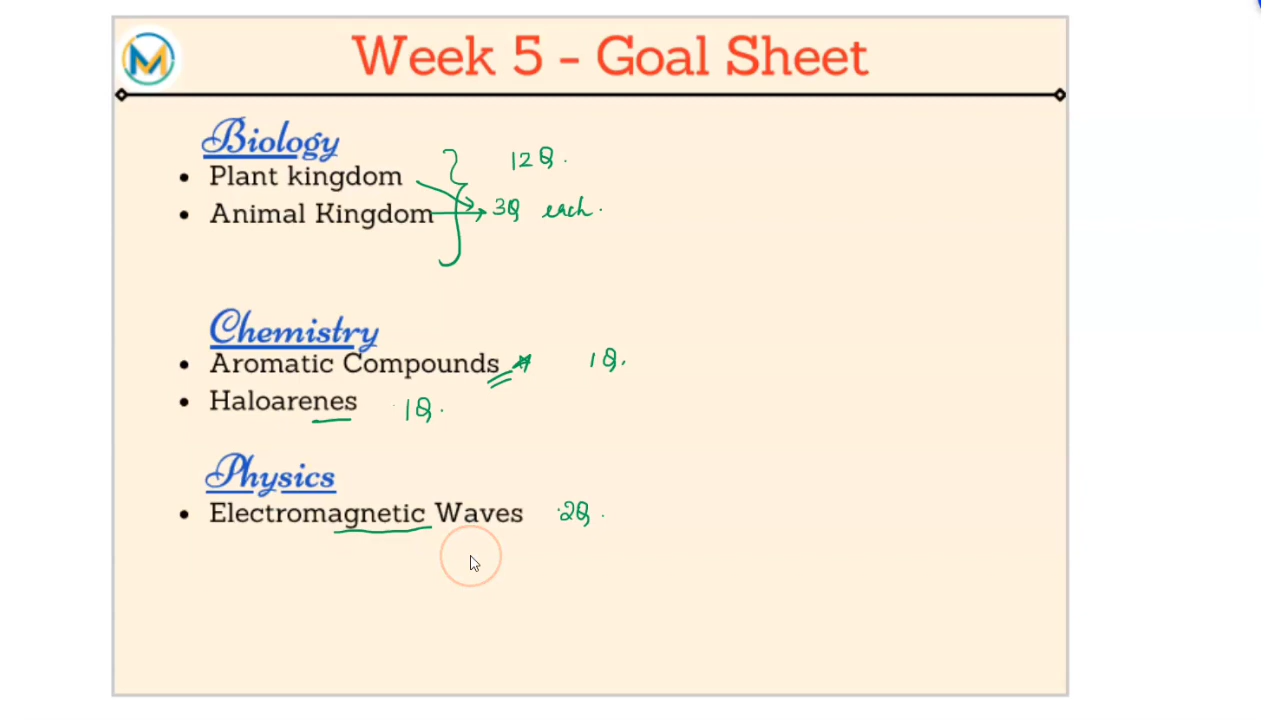 Week 5 - Goal Sheet
Biology
• Plant kingdom
12Q.
• Animal Kingdom
3Q each.
Chemistry
• Aromatic Compounds
1Q.
• Haloarenes
1Q.
Physics
• Electromagnetic Waves
2Q.